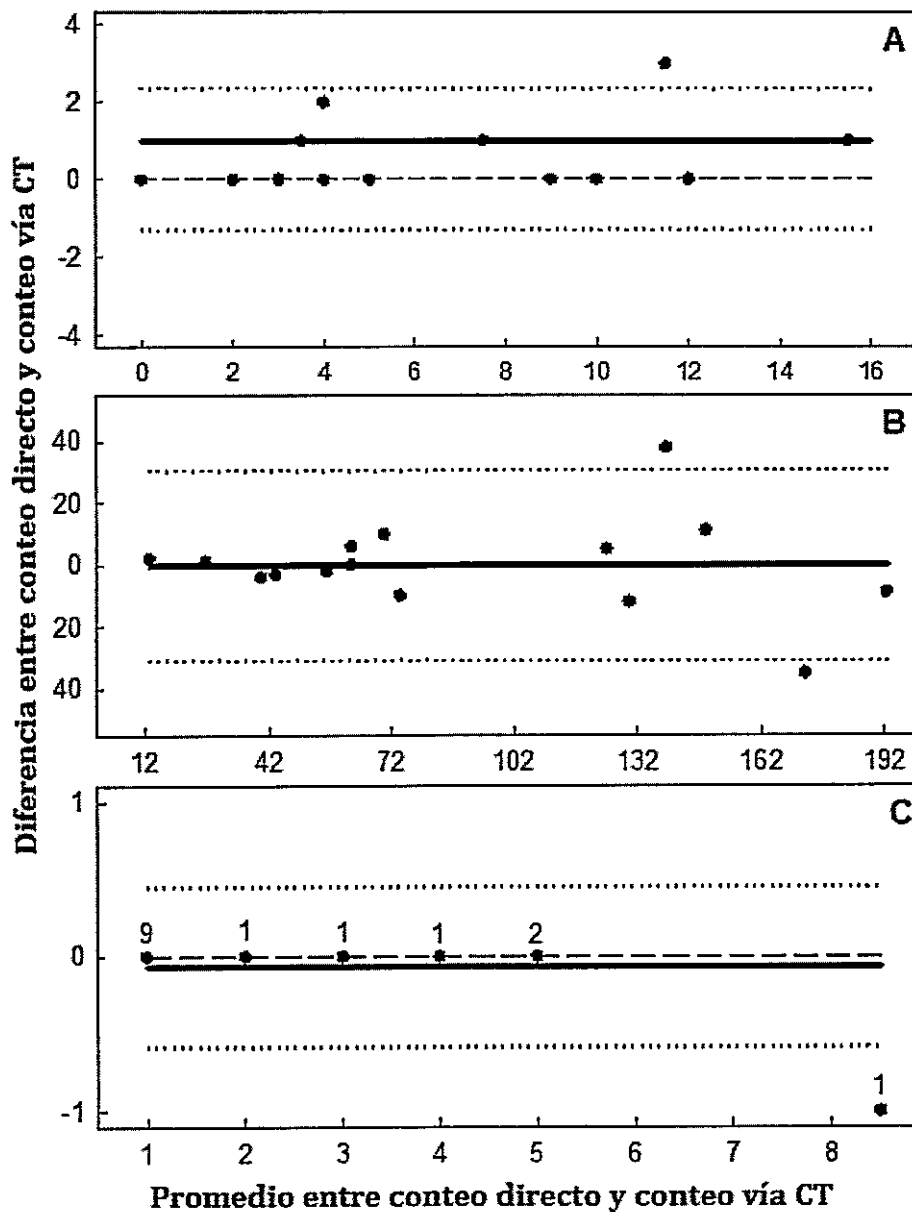 Diferencia entre conteo directo y conteo vía CT
A
4
2
0
-2
-4
0 2 4 6 8 10 12 14 16
B
40
20
0
20
40
12 42 72 102 132 162 192
C
1
0
-1
9 1 1 1 2
1
1 2 3 4 5 6 7 8
Promedio entre conteo directo y conteo vía CT